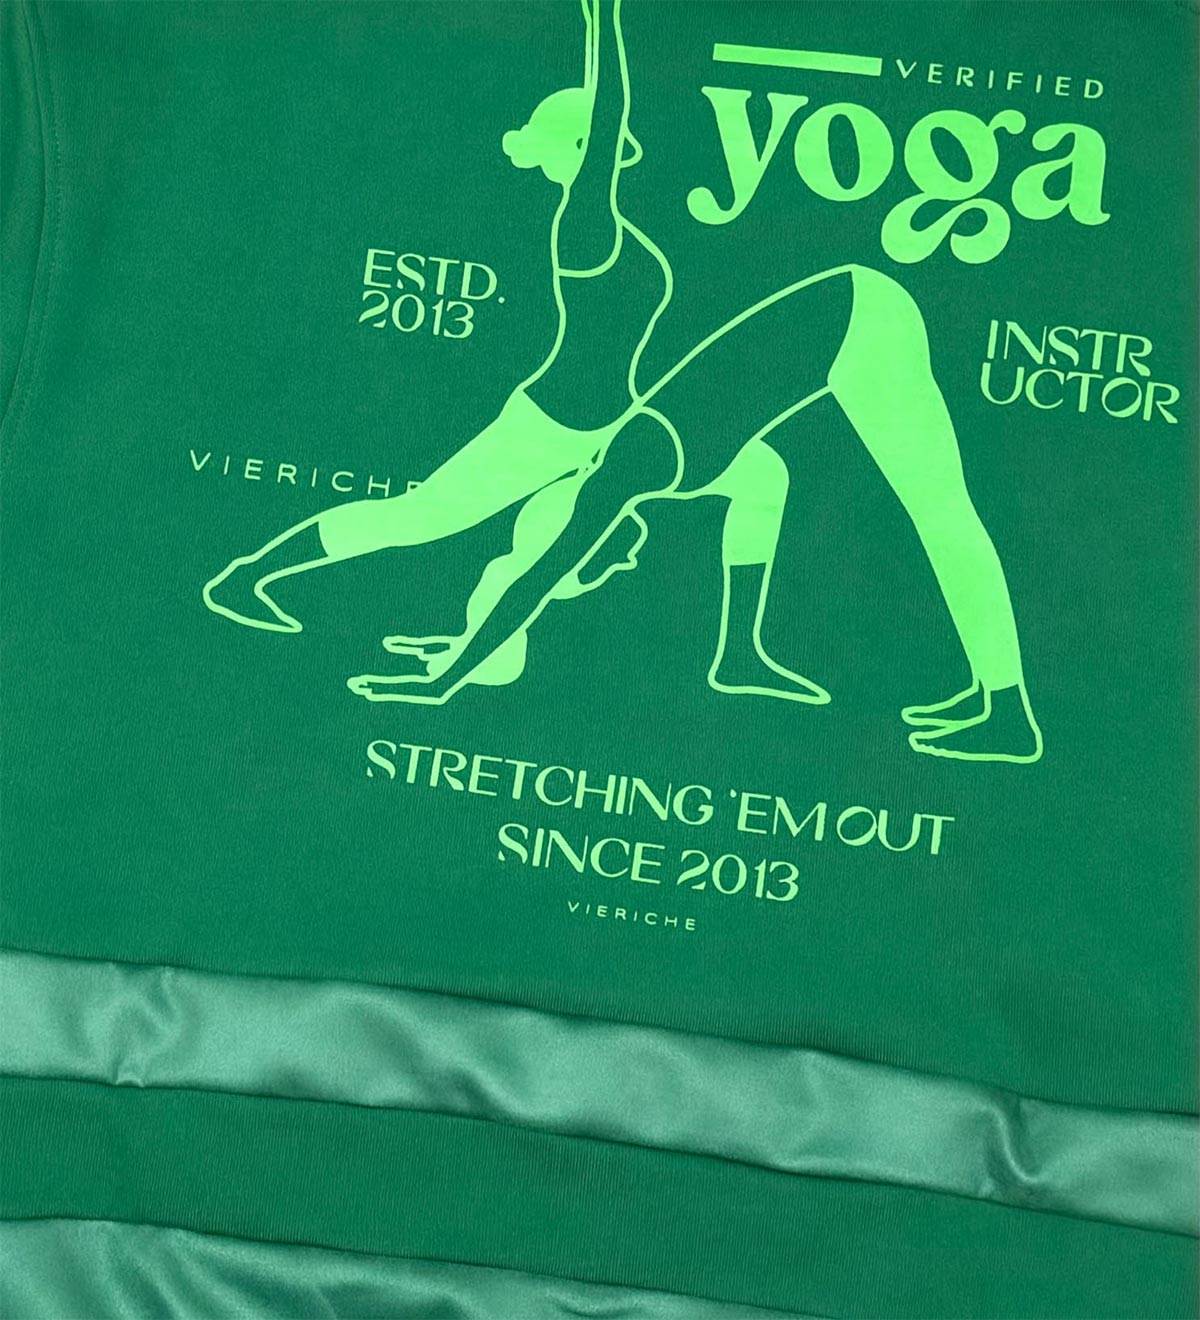 VERIFIED
yoga
ESTD.
2013
INSTR
UCTOR
VIERICHE
STRETCHING 'EM OUT
SINCE 2013
VIERICHE